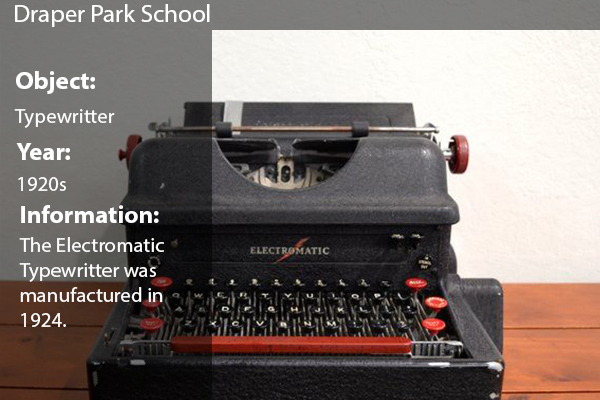 Draper Park School
Object:
Typewritter
Year:
1920s
Information:
The Electromatic
Typewritter was
manufactured in
1924.
ELECTROMATIC